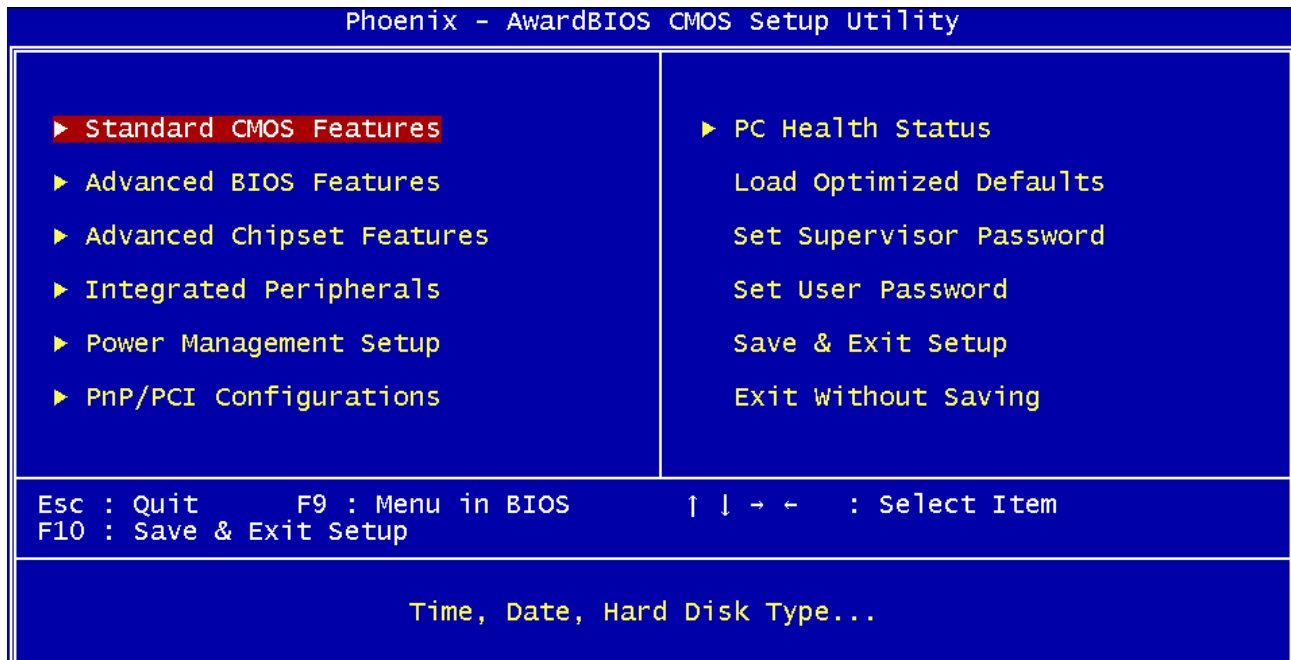 Phoenix - AwardBIOS CMOS Setup Utility
▶ Standard CMOS Features
▶ Advanced BIOS Features
▶ Advanced Chipset Features
▶ Integrated Peripherals
▶ Power Management Setup
▶ PnP/PCI Configurations
▶ PC Health Status
Load Optimized Defaults
Set Supervisor Password
Set User Password
Save & Exit Setup
Exit Without Saving
Esc : Quit F9 : Menu in BIOS ↑ ↓ → ← : Select Item
F10 : Save & Exit Setup
Time, Date, Hard Disk Type...